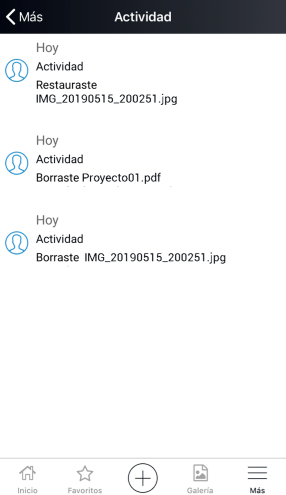 Más
Actividad
Hoy
Actividad
Restauraste
IMG_20190515_200251.jpg
Hoy
Actividad
Borraste Proyecto01.pdf
Hoy
Actividad
Borraste IMG_20190515_200251.jpg
Inicio
Favoritos
Galería
Más